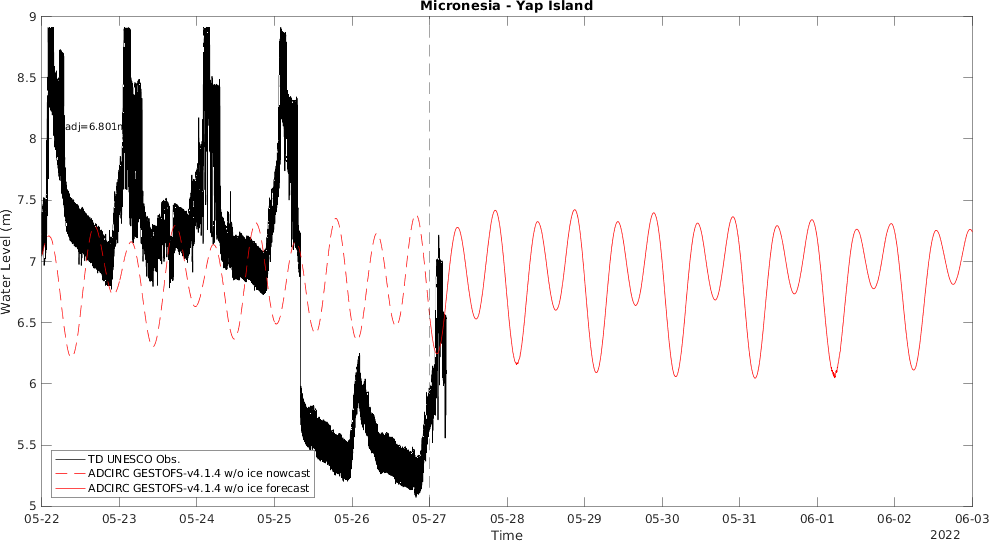 Micronesia - Yap Island
9
8.5
8
7.5
7
6.5
6
5.5
5
Water Level (m)
adj=6.801m
TD UNESCO Obs.
ADCIRC GESTOFS-v4.1.4 w/o ice nowcast
ADCIRC GESTOFS-v4.1.4 w/o ice forecast
05-22 05-23 05-24 05-25 05-26 05-27 05-28 05-29 05-30 05-31 06-01 06-02 06-03
Time
2022